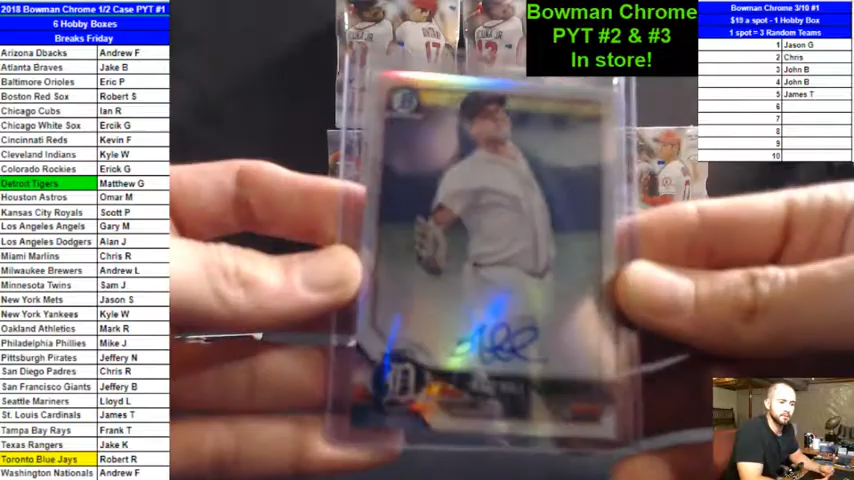 2018 Bowman Chrome 1/2 Case PYT #1
6 Hobby Boxes
Breaks Friday
Arizona Dbacks Andrew F
Atlanta Braves Jake B
Baltimore Orioles Eric P
Boston Red Sox Robert S
Chicago Cubs Ian R
Chicago White Sox Ercik G
Cincinnati Reds Kevin F
Cleveland Indians Kyle W
Colorado Rockies Erick G
Detroit Tigers Matthew G
Houston Astros Omar M
Kansas City Royals Scott P
Los Angeles Angels Gary M
Los Angeles Dodgers Alan J
Miami Marlins Chris R
Milwaukee Brewers Andrew L
Minnesota Twins Sam J
New York Mets Jason S
New York Yankees Kyle W
Oakland Athletics Mark R
Philadelphia Phillies Mike J
Pittsburgh Pirates Jeffery N
San Diego Padres Chris R
San Francisco Giants Jeffery B
Seattle Mariners Lloyd L
St. Louis Cardinals James T
Tampa Bay Rays Frank T
Texas Rangers Jake K
Toronto Blue Jays Robert R
Washington Nationals Andrew F
Bowman Chrome
PYT #2 & #3
In store!
Bowman Chrome 3/10 #1
$19 a spot - 1 Hobby Box
1 spot = 3 Random Teams
1 Jason G
2 Chris
3 John B
4 John B
5 James T
6
7
8
9
10
17
D